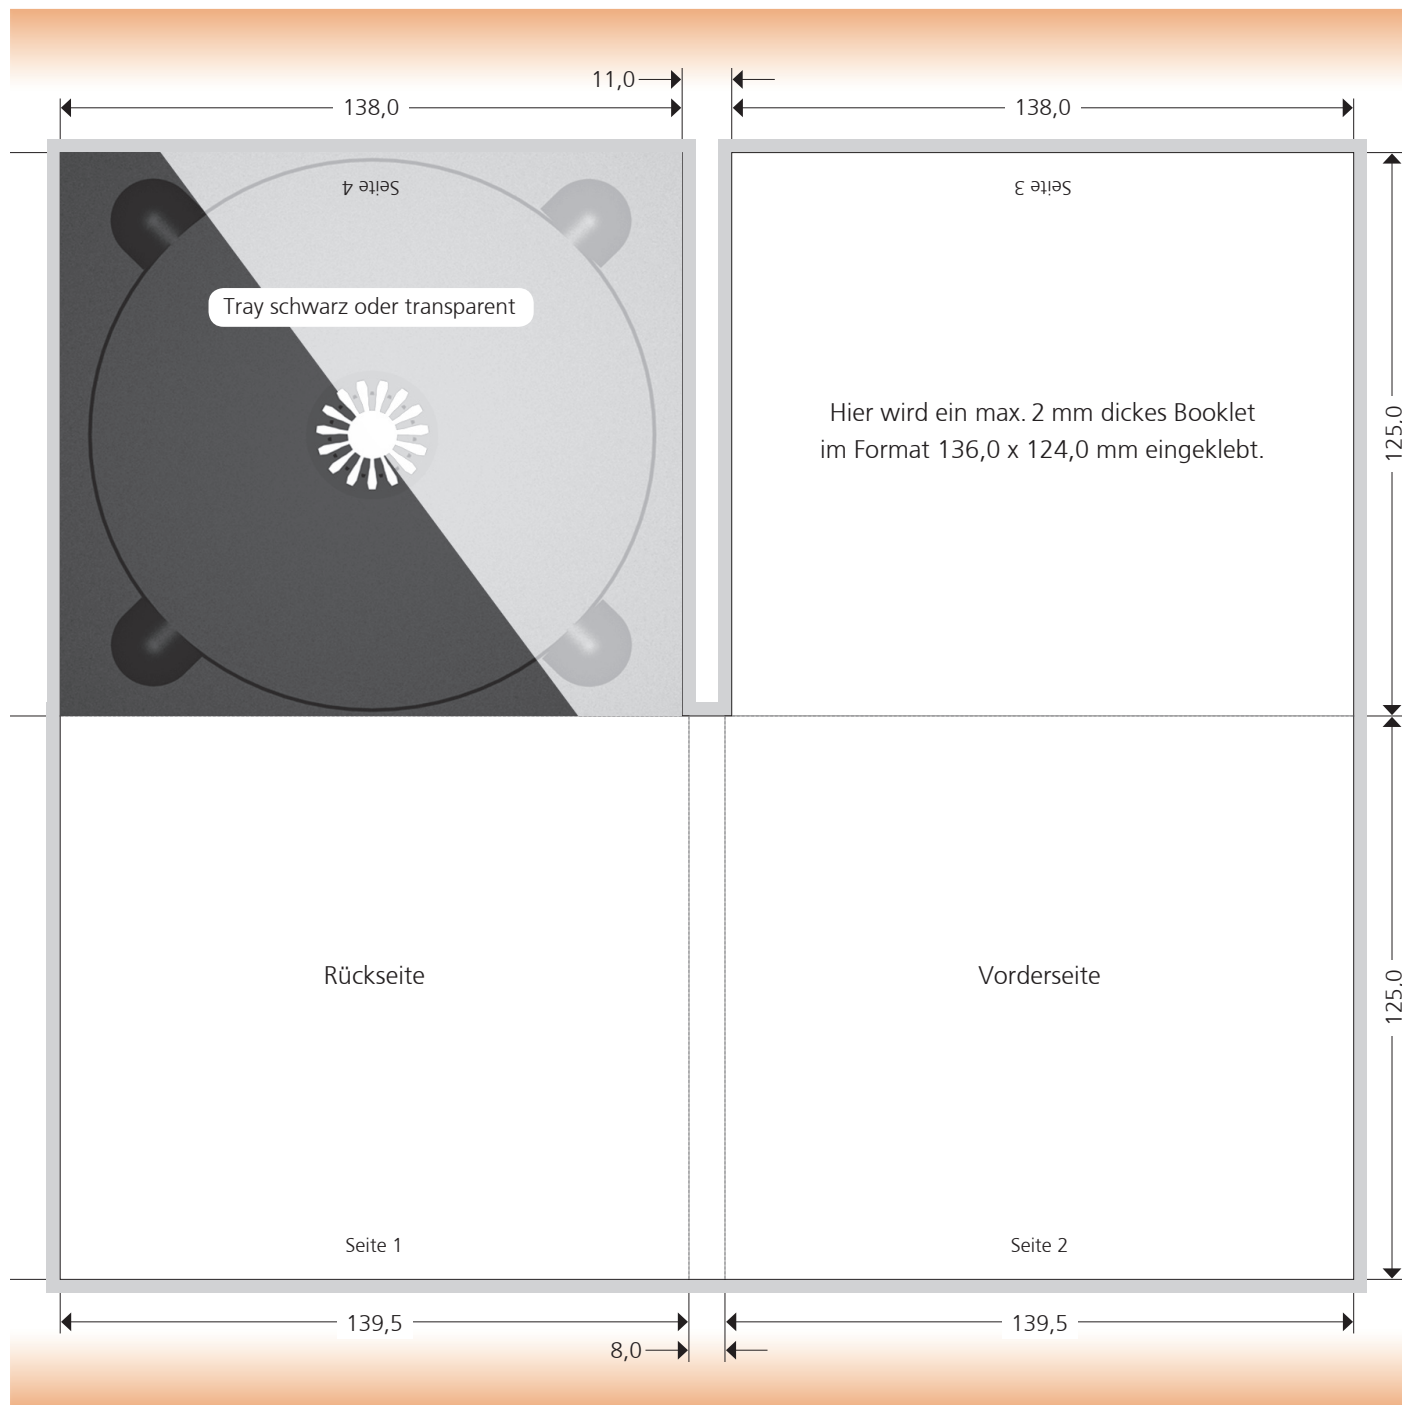 11,0
138,0
138,0
Seite 4
Seite 3
Tray schwarz oder transparent
Hier wird ein max. 2 mm dickes Booklet
im Format 136,0 x 124,0 mm eingeklebt.
125,0
Rückseite
Vorderseite
125,0
Seite 1
Seite 2
139,5
139,5
8,0